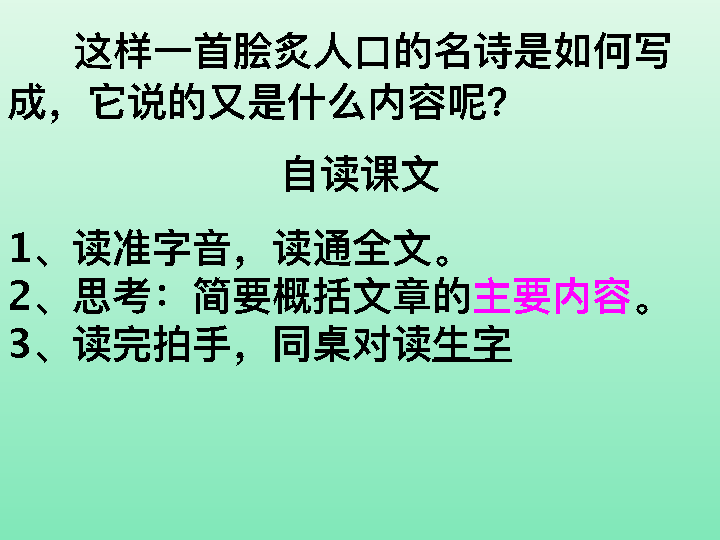 这样一首脍炙人口的名诗是如何写
成，它说的又是什么内容呢？
自读课文
1、读准字音，读通全文。
2、思考：简要概括文章的主要内容。
3、读完拍手，同桌对读生字